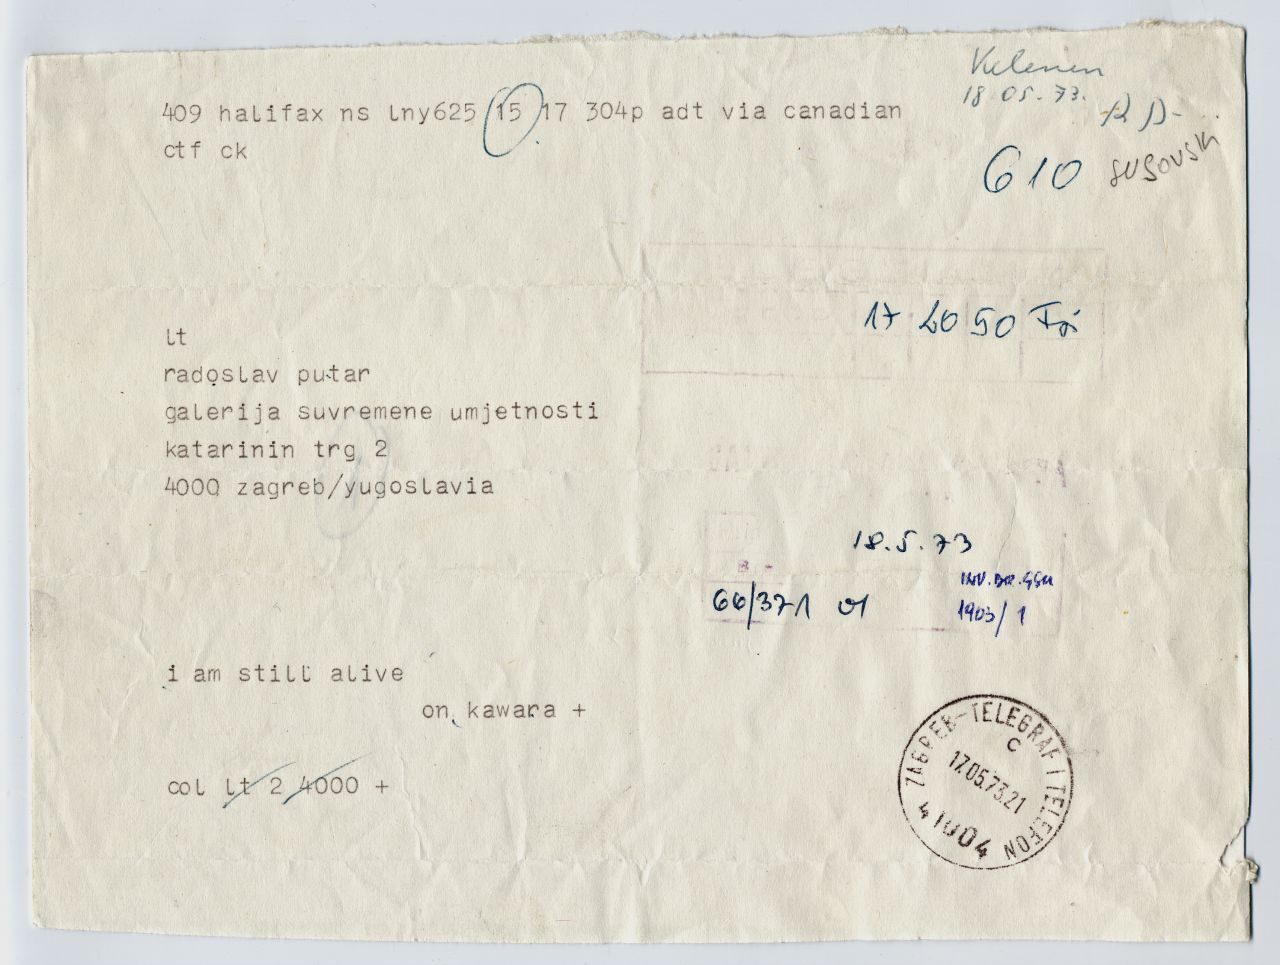 Kelemen
18.05.73.
409 halifax ns lny625 15 17 304p adt via canadian
ctf ck
610
17 20 50
lt
radoslav putar
galerija suvremene umjetnosti
katarinin trg 2
4000 zagreb/yugoslavia
18.5.73
INV.BR.GSU
66/371
1903/1
i am still alive
on kawara +
col lt 2 4000 +
ZAGREB-TELEGRAF I TELEFON
C
17.05.73.21
41004